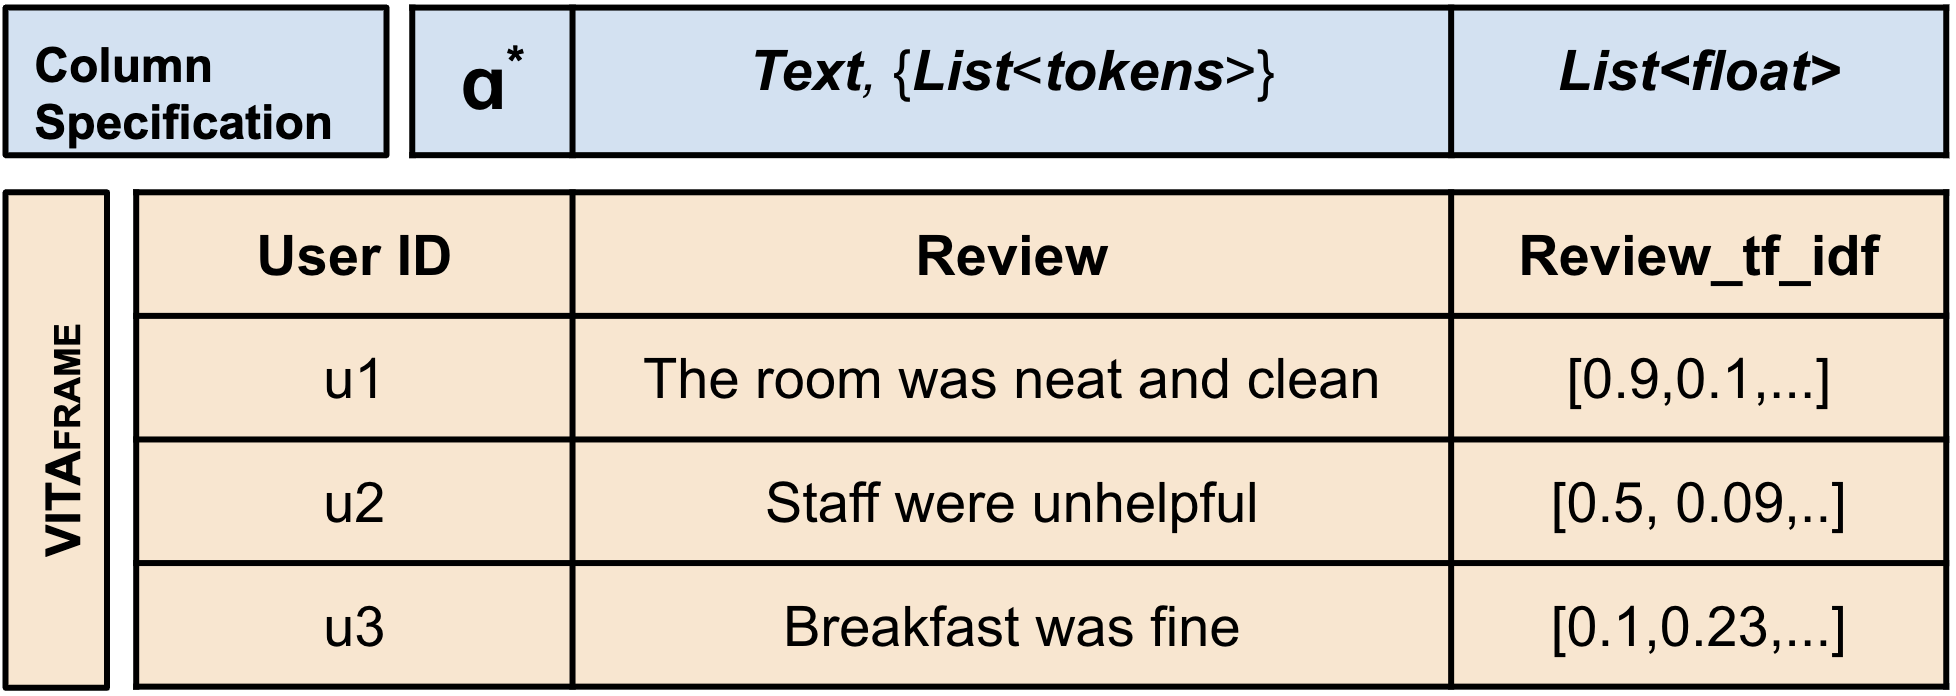 Column
Specification
ɑ*
Text, {List<tokens>}
List<float>
VITAFRAME
User ID
Review
Review_tf_idf
u1
The room was neat and clean
[0.9,0.1,...]
u2
Staff were unhelpful
[0.5, 0.09,..]
u3
Breakfast was fine
[0.1,0.23,...]